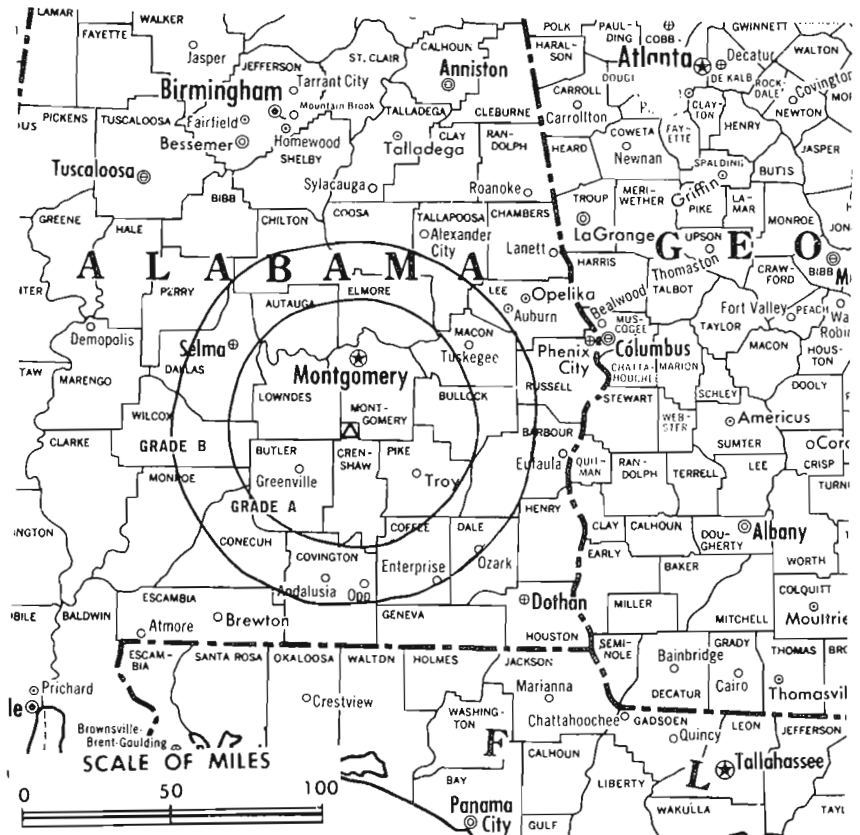 LAMAR
WALKER
FAYETTE
Jasper
JEFFERSON
ST. CLAIR
CALHOUN
Anniston
Tarrant City
Birmingham
Mountain Brook
PICKENS
TUSCALOOSA
Fairfield
Bessemer
Homewood
SHELBY
TALLADEGA
Talladega
CLEBURNE
CLAY
RAN-
DOLPH
Tuscaloosa
Sylacauga
Roanoke
BIBB
GREENE
HALE
CHILTON
COOSA
TALLAPOOSA
Alexander
City
CHAMBERS
Lanett
ALABAMA
PERRY
AUTAUGA
ELMORE
LEE
Opelika
Auburn
Demopolis
Selma
DALLAS
MACON
Tuskegee
Montgomery
MARENGO
LOWNDES
MONT-
GOMERY
BULLOCK
RUSSELL
Phenix
City
WILCOX
CLARKE
GRADE B
BUTLER
Greenville
CREN-
SHAW
PIKE
Troy
BARBOUR
Eufaula
MONROE
GRADE A
HENRY
CONECUH
COVINGTON
COFFEE
DALE
Andalusia
Opp
Enterprise
Ozark
ESCAMBIA
BALDWIN
Atmore
Brewton
GENEVA
Dothan
HOUSTON
POLK
PAUL-
DING
COBB
GWINNETT
HARAL-
SON
Atlanta
Decatur
DE KALB
WALTON
ROCK-
DALE
Covington
NEWTON
CARROLL
Carrollton
CLAY-
TON
HENRY
FAY-
ETTE
COWETA
Newnan
HEARD
SPALDING
Griffin
BUTTS
JASPER
TROUP
LaGrange
MERI-
WETHER
PIKE
LA-
MAR
MONROE
GEO
HARRIS
UPSON
Thomaston
TALBOT
CRAW-
FORD
BIBB
Bealwood
MUS-
COGEE
Columbus
CHATTA-
HOOCHEE
MARION
TAYLOR
Fort Valley
PEACH
MACON
HOUS-
TON
DOOLY
SCHLEY
STEWART
WEB-
STER
Americus
SUMTER
QUIT-
MAN
RAN-
DOLPH
TERRELL
LEE
CRISP
CLAY
CALHOUN
DOU-
GHERTY
Albany
WORTH
EARLY
BAKER
MILLER
MITCHELL
COLQUITT
Moultrie
SEMI-
NOLE
Bainbridge
DECATUR
GRADY
Cairo
THOMAS
ESCAM-
BIA
SANTA ROSA
OKALOOSA
WALTON
HOLMES
JACKSON
Prichard
Crestview
Marianna
Chattahoochee
Brownsville-
Brent-Goulding
WASHING-
TON
F
L
CALHOUN
GADSDEN
Quincy
LEON
JEFFERSON
Tallahassee
LIBERTY
WAKULLA
BAY
Panama
City
GULF
SCALE OF MILES
0 50 100